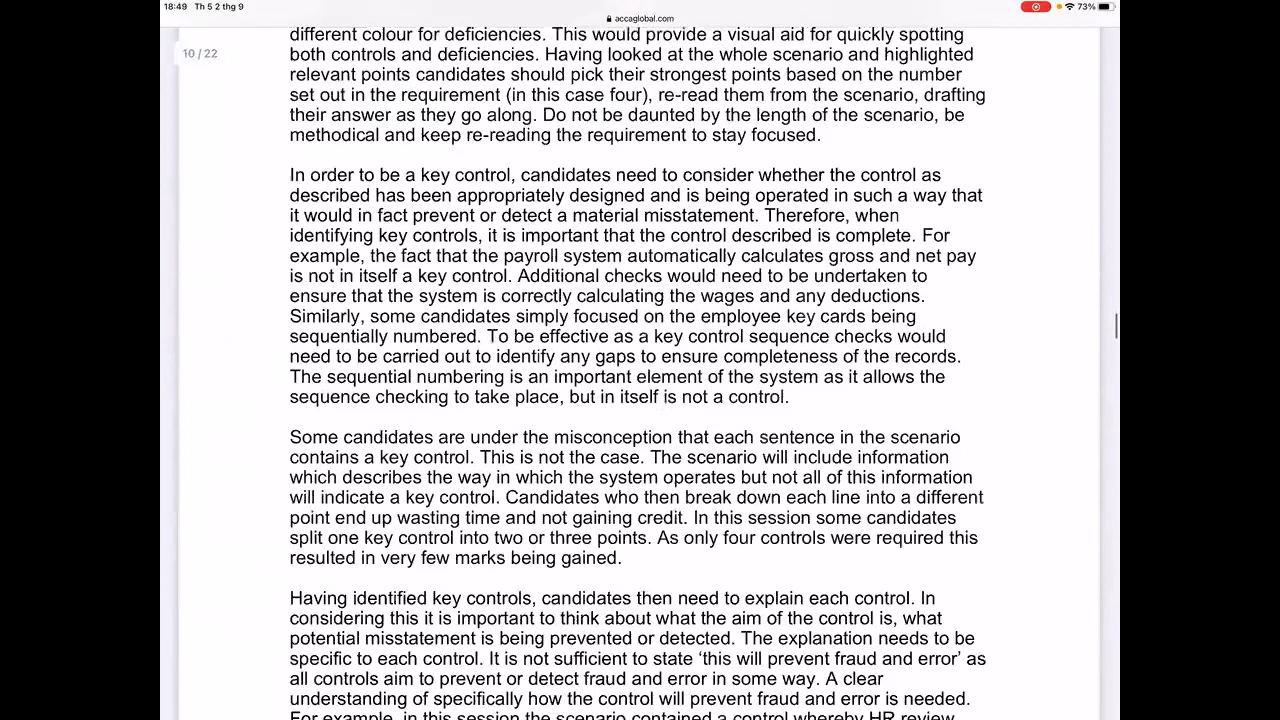 18:49 Th 5 2 thg 9
73%
accaglobal.com
different colour for deficiencies. This would provide a visual aid for quickly spotting
10 / 22
both controls and deficiencies. Having looked at the whole scenario and highlighted
relevant points candidates should pick their strongest points based on the number
set out in the requirement (in this case four), re-read them from the scenario, drafting
their answer as they go along. Do not be daunted by the length of the scenario, be
methodical and keep re-reading the requirement to stay focused.
In order to be a key control, candidates need to consider whether the control as
described has been appropriately designed and is being operated in such a way that
it would in fact prevent or detect a material misstatement. Therefore, when
identifying key controls, it is important that the control described is complete. For
example, the fact that the payroll system automatically calculates gross and net pay
is not in itself a key control. Additional checks would need to be undertaken to
ensure that the system is correctly calculating the wages and any deductions.
Similarly, some candidates simply focused on the employee key cards being
sequentially numbered. To be effective as a key control sequence checks would
need to be carried out to identify any gaps to ensure completeness of the records.
The sequential numbering is an important element of the system as it allows the
sequence checking to take place, but in itself is not a control.
Some candidates are under the misconception that each sentence in the scenario
contains a key control. This is not the case. The scenario will include information
which describes the way in which the system operates but not all of this information
will indicate a key control. Candidates who then break down each line into a different
point end up wasting time and not gaining credit. In this session some candidates
split one key control into two or three points. As only four controls were required this
resulted in very few marks being gained.
Having identified key controls, candidates then need to explain each control. In
considering this it is important to think about what the aim of the control is, what
potential misstatement is being prevented or detected. The explanation needs to be
specific to each control. It is not sufficient to state ‘this will prevent fraud and error’ as
all controls aim to prevent or detect fraud and error in some way. A clear
understanding of specifically how the control will prevent fraud and error is needed.
For example, in this session the scenario contained a control whereby HR review